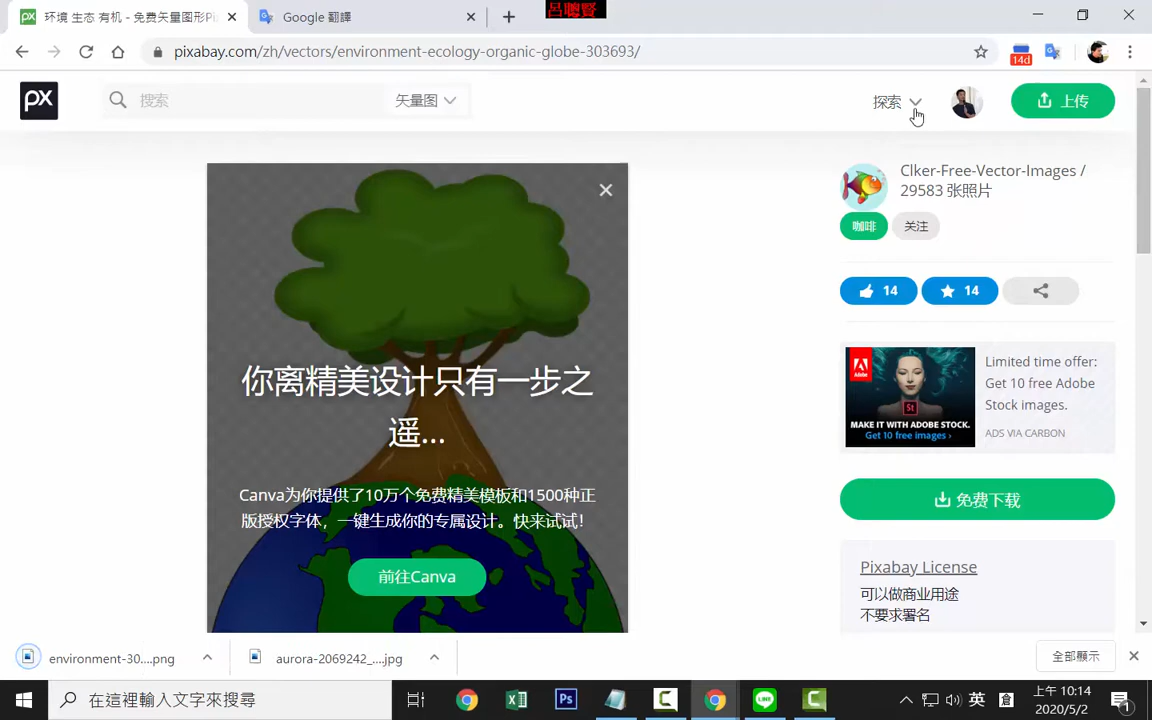 环境 生态 有机 - 免费矢量图形Pi
Google 翻譯
呂聰賢
pixabay.com/zh/vectors/environment-ecology-organic-globe-303693/
14d
px
搜索
矢量图
探索
上传
Clker-Free-Vector-Images /
29583 张照片
咖啡
关注
14
14
你离精美设计只有一步之
遥...
Canva为你提供了10万个免费精美模板和1500种正
版授权字体，一键生成你的专属设计。快来试试！
前往Canva
St
MAKE IT WITH ADOBE STOCK.
Get 10 free images ›
Limited time offer:
Get 10 free Adobe
Stock images.
ADS VIA CARBON
免费下载
Pixabay License
可以做商业用途
不要求署名
environment-30....png
aurora-2069242_....jpg
全部顯示
在這裡輸入文字來搜尋
Ps
英
倉
上午 10:14
2020/5/2
1